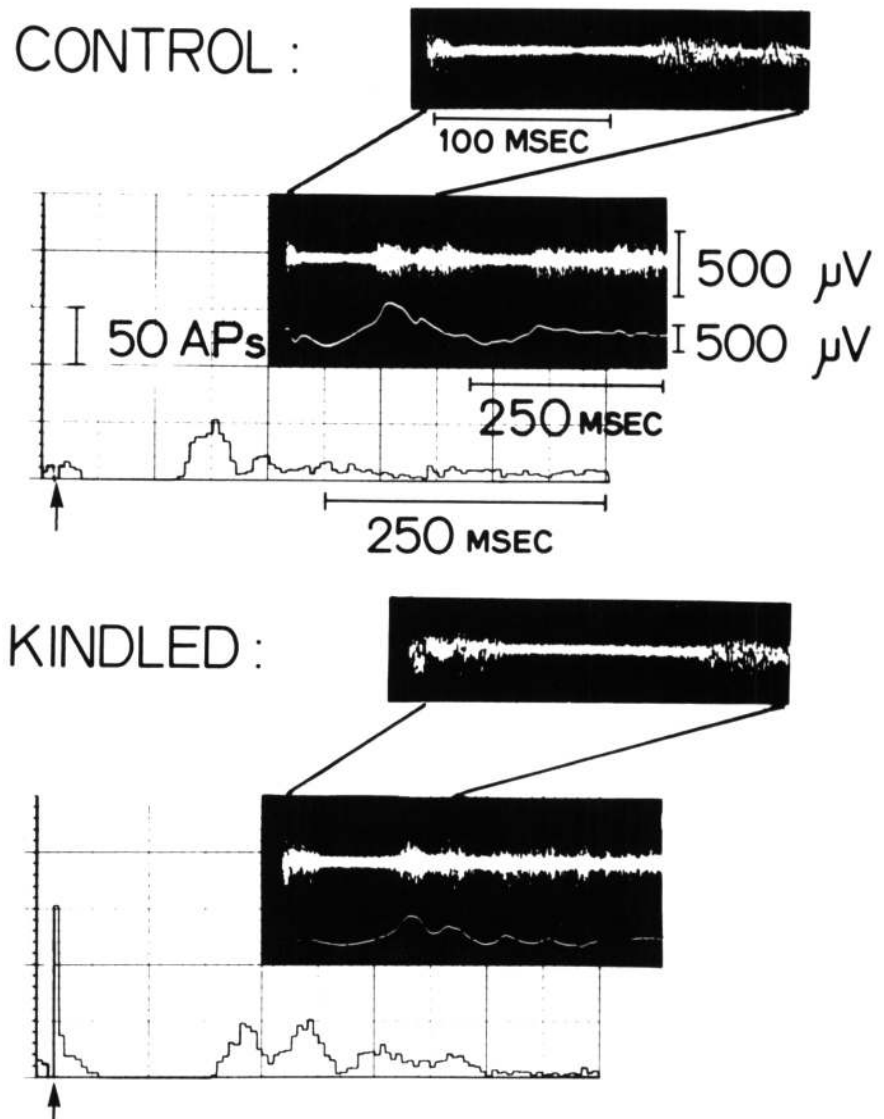 CONTROL :
100 MSEC
500 µV
50 APs
500 µV
250 MSEC
250 MSEC
KINDLED :